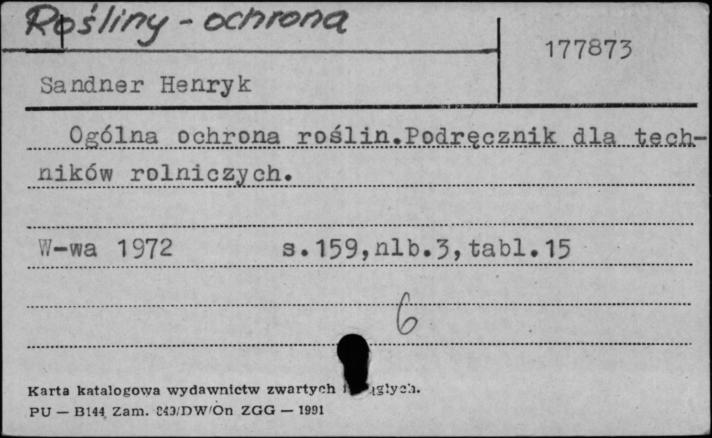 Rośliny - ochrona
177873
Sandner Henryk
Ogólna ochrona roślin.Podręcznik dla tech-
ników rolniczych.
W-wa 1972 s.159,nlb.3,tabl.15
6
Karta katalogowa wydawnictw zwartych
PU — B144 Zam. 843/DW/On ZGG — 1991